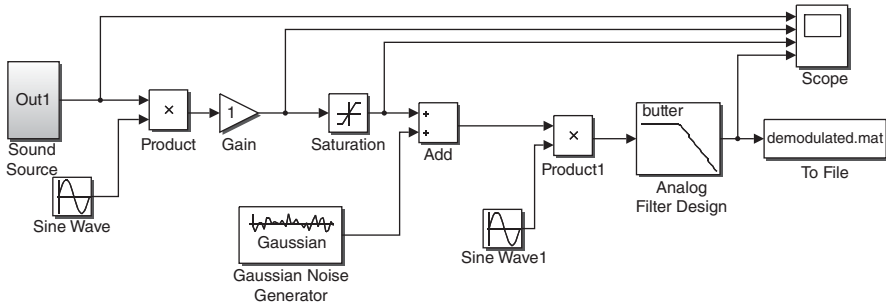 Scope
Out1
Sound
Source
×
Product
1
Gain
Saturation
+
+
Add
×
Product1
butter
Analog
Filter Design
demodulated.mat
To File
Sine Wave
Gaussian
Gaussian Noise
Generator
Sine Wave1